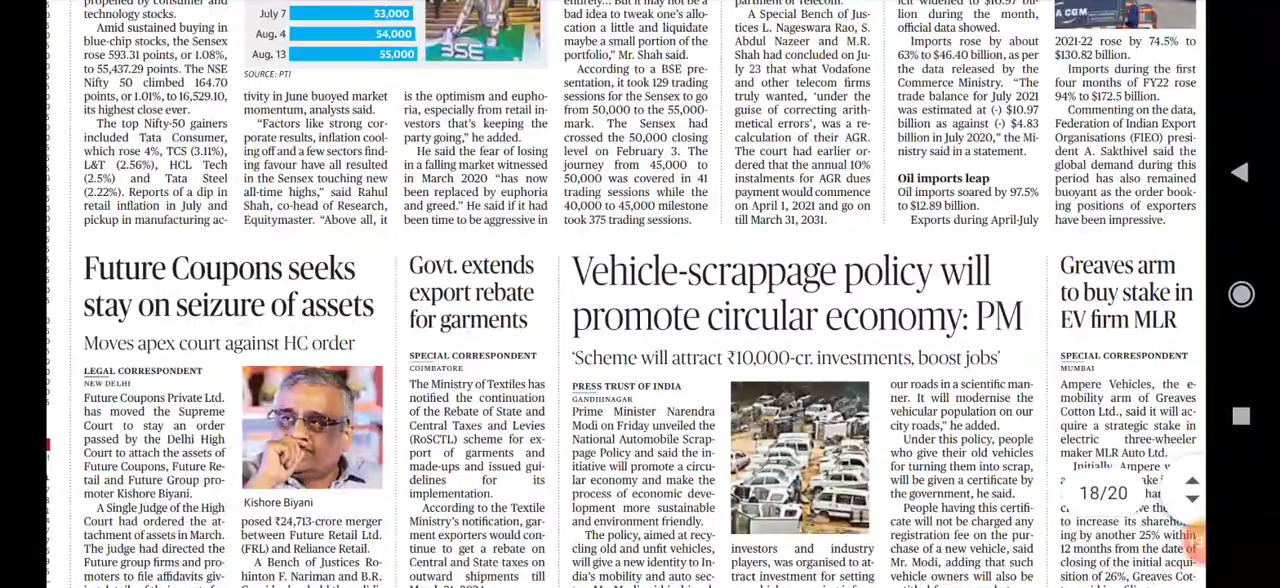 propelled by consumer and
technology stocks.
Amid sustained buying in
blue-chip stocks, the Sensex
rose 593.31 points, or 1.08%,
to 55,437.29 points. The NSE
Nifty 50 climbed 164.70
points, or 1.01%, to 16,529.10,
its highest close ever.
The top Nifty-50 gainers
included Tata Consumer,
which rose 4%, TCS (3.11%),
L&T (2.56%), HCL Tech
(2.5%) and Tata Steel
(2.22%). Reports of a dip in
retail inflation in July and
pickup in manufacturing ac-
July 7 53,000
Aug. 4 54,000
Aug. 13 55,000
SOURCE: PTI
BSE
tivity in June buoyed market
momentum, analysts said.
“Factors like strong cor-
porate results, inflation cool-
ing off and a few sectors find-
ing favour have all resulted
in the Sensex touching new
all-time highs,” said Rahul
Shah, co-head of Research,
Equitymaster. “Above all, it
is the optimism and eupho-
ria, especially from retail in-
vestors that’s keeping the
party going,” he added.
He said the fear of losing
in a falling market witnessed
in March 2020 “has now
been replaced by euphoria
and greed.” He said if it had
been time to be aggressive in
entirely... But it may not be a
bad idea to tweak one’s allo-
cation a little and liquidate
maybe a small portion of the
portfolio,” Mr. Shah said.
According to a BSE pre-
sentation, it took 129 trading
sessions for the Sensex to go
from 50,000 to the 55,000-
mark. The Sensex had
crossed the 50,000 closing
level on February 3. The
journey from 45,000 to
50,000 was covered in 41
trading sessions while the
40,000 to 45,000 milestone
took 375 trading sessions.
partment of Telecom.
A Special Bench of Jus-
tices L. Nageswara Rao, S.
Abdul Nazeer and M.R.
Shah had concluded on Ju-
ly 23 that what Vodafone
and other telecom firms
truly wanted, ‘under the
guise of correcting arith-
metical errors’, was a re-
calculation of their AGR.
The court had earlier or-
dered that the annual 10%
instalments for AGR dues
payment would commence
on April 1, 2021 and go on
till March 31, 2031.
icit widened to $10.97 bil-
lion during the month,
official data showed.
Imports rose by about
63% to $46.40 billion, as per
the data released by the
Commerce Ministry. “The
trade balance for July 2021
was estimated at (-) $10.97
billion as against (-) $4.83
billion in July 2020,” the Mi-
nistry said in a statement.
Oil imports leap
Oil imports soared by 97.5%
to $12.89 billion.
Exports during April-July
CGM
2021-22 rose by 74.5% to
$130.82 billion.
Imports during the first
four months of FY22 rose
94% to $172.5 billion.
Commenting on the data,
Federation of Indian Export
Organisations (FIEO) presi-
dent A. Sakthivel said the
global demand during this
period has also remained
buoyant as the order book-
ing positions of exporters
have been impressive.
Future Coupons seeks
stay on seizure of assets
Moves apex court against HC order
LEGAL CORRESPONDENT
NEW DELHI
Future Coupons Private Ltd.
has moved the Supreme
Court to stay an order
passed by the Delhi High
Court to attach the assets of
Future Coupons, Future Re-
tail and Future Group pro-
moter Kishore Biyani.
A Single Judge of the High
Court had ordered the at-
tachment of assets in March.
The judge had directed the
Future group firms and pro-
moters to file affidavits giv-
Kishore Biyani
posed ₹24,713-crore merger
between Future Retail Ltd.
(FRL) and Reliance Retail.
A Bench of Justices Ro-
hinton F. Nariman and B.R.
Govt. extends
export rebate
for garments
SPECIAL CORRESPONDENT
COIMBATORE
The Ministry of Textiles has
notified the continuation
of the Rebate of State and
Central Taxes and Levies
(RoSCTL) scheme for ex-
port of garments and
made-ups and issued gui-
delines for its
implementation.
According to the Textile
Ministry’s notification, gar-
ment exporters would con-
tinue to get a rebate on
Central and State taxes on
outward shipments till
Vehicle-scrappage policy will
promote circular economy: PM
‘Scheme will attract ₹10,000-cr. investments, boost jobs’
PRESS TRUST OF INDIA
GANDHINAGAR
Prime Minister Narendra
Modi on Friday unveiled the
National Automobile Scrap-
page Policy and said the in-
itiative will promote a circu-
lar economy and make the
process of economic deve-
lopment more sustainable
and environment friendly.
The policy, aimed at re-
cycling old and unfit vehicles,
will give a new identity to In-
dia’s mobility and auto sec-
investors and industry
players, was organised to at-
tract investment for setting
our roads in a scientific man-
ner. It will modernise the
vehicular population on our
city roads,” he added.
Under this policy, people
who give their old vehicles
for turning them into scrap,
will be given a certificate by
the government, he said.
People having this certifi-
cate will not be charged any
registration fee on the pur-
chase of a new vehicle, said
Mr. Modi, adding that such
vehicle owners will also be
Greaves arm
to buy stake in
EV firm MLR
SPECIAL CORRESPONDENT
MUMBAI
Ampere Vehicles, the e-
mobility arm of Greaves
Cotton Ltd., said it will ac-
quire a strategic stake in
electric three-wheeler
maker MLR Auto Ltd.
Initially, Ampere
18/20
to increase its sharehol
ing by another 25% within
12 months from the date of
closing of the initial acqui
ition of 26%, Greaves Cot-